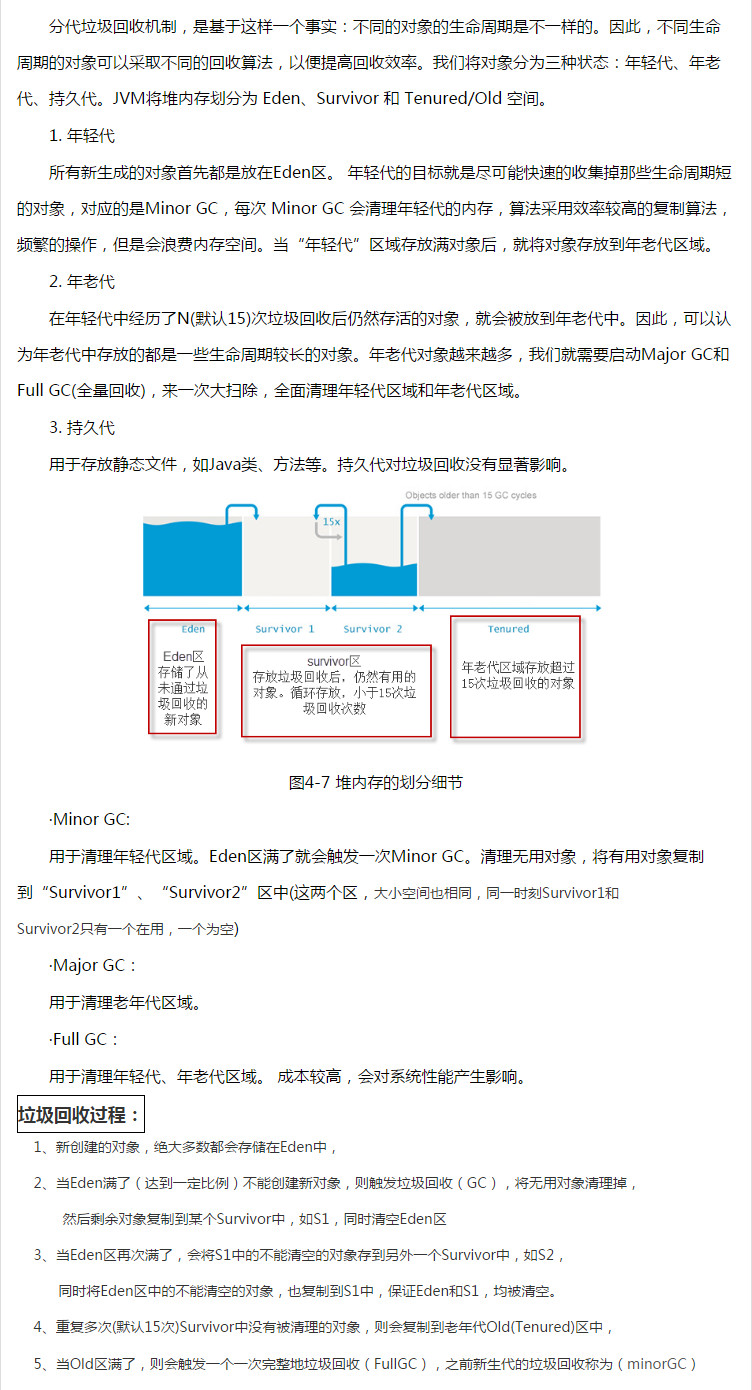 分代垃圾回收机制，是基于这样一个事实：不同的对象的生命周期是不一样的。因此，不同生命
周期的对象可以采取不同的回收算法，以便提高回收效率。我们将对象分为三种状态：年轻代、年老
代、持久代。JVM将堆内存划分为 Eden、Survivor 和 Tenured/Old 空间。
1. 年轻代
所有新生成的对象首先都是放在Eden区。 年轻代的目标就是尽可能快速的收集掉那些生命周期短
的对象，对应的是Minor GC，每次 Minor GC 会清理年轻代的内存，算法采用效率较高的复制算法，
频繁的操作，但是会浪费内存空间。当“年轻代”区域存放满对象后，就将对象存放到年老代区域。
2. 年老代
在年轻代中经历了N(默认15)次垃圾回收后仍然存活的对象，就会被放到年老代中。因此，可以认
为年老代中存放的都是一些生命周期较长的对象。年老代对象越来越多，我们就需要启动Major GC和
Full GC(全量回收)，来一次大扫除，全面清理年轻代区域和年老代区域。
3. 持久代
用于存放静态文件，如Java类、方法等。持久代对垃圾回收没有显著影响。
Objects older than 15 GC cycles
15x
Eden
Survivor 1
Survivor 2
Tenured
Eden区
存储了从
未通过垃
圾回收的
新对象
survivor区
存放垃圾回收后，仍然有用的
对象。循环存放，小于15次垃
圾回收次数
年老代区域存放超过
15次垃圾回收的对象
图4-7 堆内存的划分细节
·Minor GC:
用于清理年轻代区域。Eden区满了就会触发一次Minor GC。清理无用对象，将有用对象复制
到“Survivor1”、“Survivor2”区中(这两个区，大小空间也相同，同一时刻Survivor1和
Survivor2只有一个在用，一个为空)
·Major GC：
用于清理老年代区域。
·Full GC：
用于清理年轻代、年老代区域。 成本较高，会对系统性能产生影响。
垃圾回收过程：
1、新创建的对象，绝大多数都会存储在Eden中，
2、当Eden满了（达到一定比例）不能创建新对象，则触发垃圾回收（GC），将无用对象清理掉，
然后剩余对象复制到某个Survivor中，如S1，同时清空Eden区
3、当Eden区再次满了，会将S1中的不能清空的对象存到另外一个Survivor中，如S2，
同时将Eden区中的不能清空的对象，也复制到S1中，保证Eden和S1，均被清空。
4、重复多次(默认15次)Survivor中没有被清理的对象，则会复制到老年代Old(Tenured)区中，
5、当Old区满了，则会触发一个一次完整地垃圾回收（FullGC），之前新生代的垃圾回收称为（minorGC）